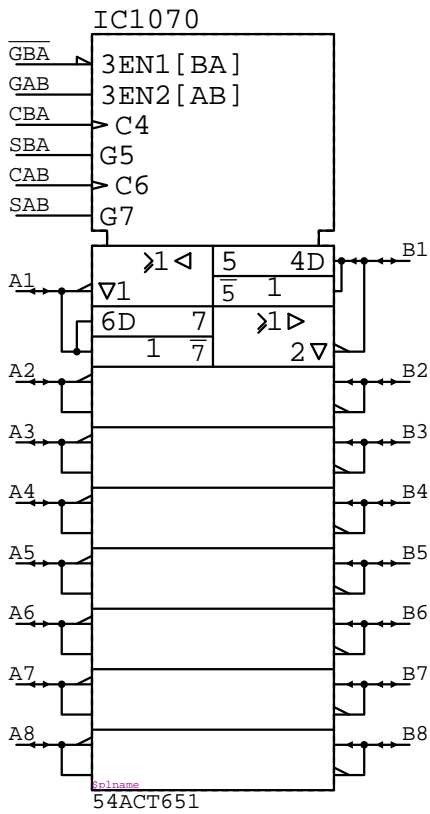 IC1070
GBA
3EN1[BA]
GAB
3EN2[AB]
CBA
C4
SBA
G5
CAB
C6
SAB
G7
≥1 5 4D B1
A1 ▽1 5 1
6D 7 ≥1
1 7 2▽
A2 B2
A3 B3
A4 B4
A5 B5
A6 B6
A7 B7
A8 B8
$plname
54ACT651